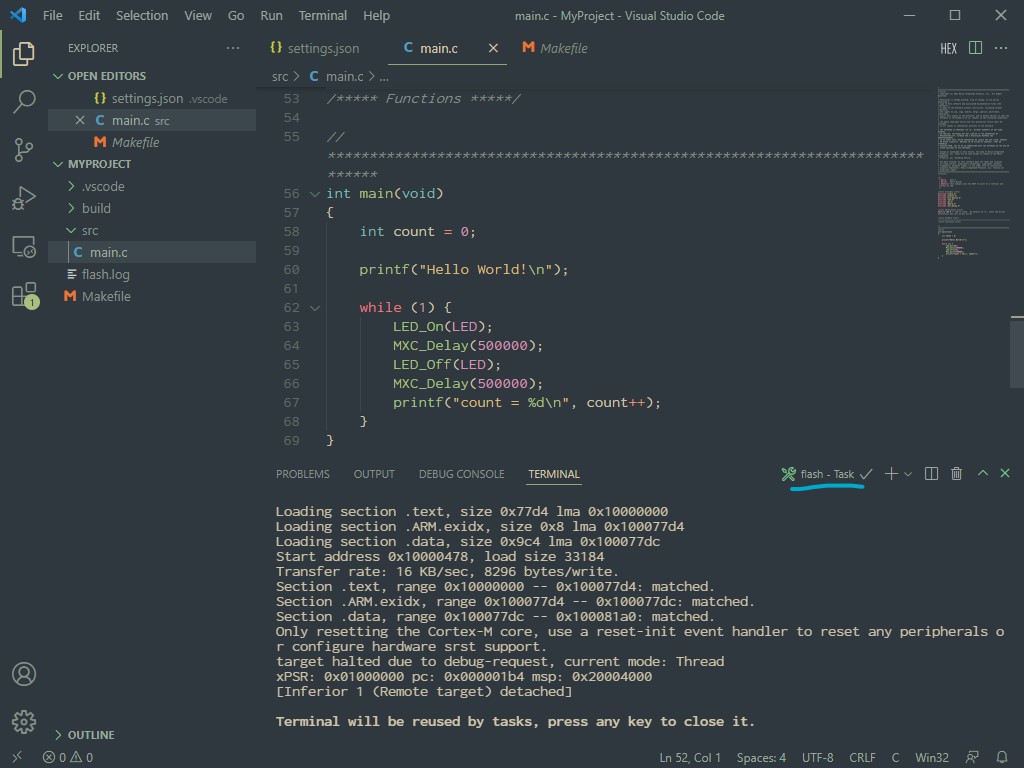 File Edit Selection View Go Run Terminal Help main.c - MyProject - Visual Studio Code
EXPLORER ...
OPEN EDITORS
{} settings.json .vscode
C main.c src
M Makefile
MYPROJECT
.vscode
build
src
C main.c
flash.log
M Makefile
OUTLINE
1
{} settings.json C main.c M Makefile HEX ...
src > C main.c > ...
53 /***** Functions *****/
54
55 //
***********************************************************************
******
56 int main(void)
57 {
58 int count = 0;
59
60 printf("Hello World!\n");
61
62 while (1) {
63 LED_On(LED);
64 MXC_Delay(500000);
65 LED_Off(LED);
66 MXC_Delay(500000);
67 printf("count = %d\n", count++);
68 }
69 }
PROBLEMS OUTPUT DEBUG CONSOLE TERMINAL flash - Task
Loading section .text, size 0x77d4 lma 0x10000000
Loading section .ARM.exidx, size 0x8 lma 0x100077d4
Loading section .data, size 0x9c4 lma 0x100077dc
Start address 0x10000478, load size 33184
Transfer rate: 16 KB/sec, 8296 bytes/write.
Section .text, range 0x10000000 -- 0x100077d4: matched.
Section .ARM.exidx, range 0x100077d4 -- 0x100077dc: matched.
Section .data, range 0x100077dc -- 0x100081a0: matched.
Only resetting the Cortex-M core, use a reset-init event handler to reset any peripherals o
r configure hardware srst support.
target halted due to debug-request, current mode: Thread
xPSR: 0x01000000 pc: 0x000001b4 msp: 0x20004000
[Inferior 1 (Remote target) detached]
Terminal will be reused by tasks, press any key to close it.
0 0 Ln 52, Col 1 Spaces: 4 UTF-8 CRLF C Win32